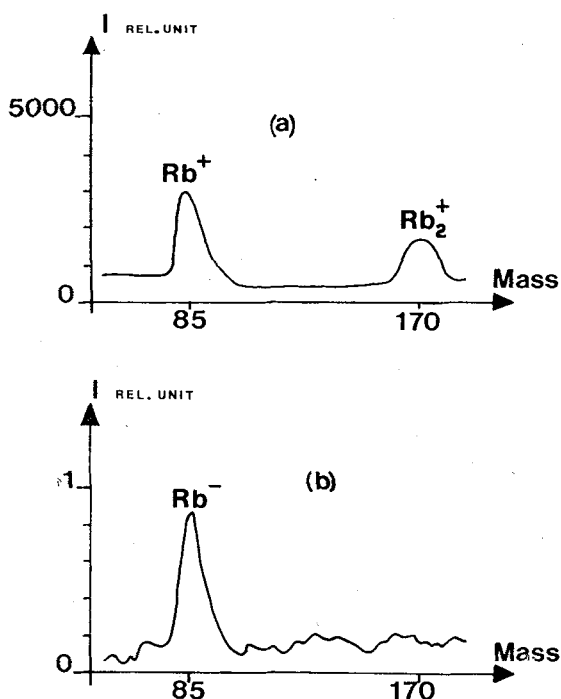 I REL.UNIT
5000
(a)
Rb+
Rb2+
Mass
0
85 170
I REL. UNIT
1
(b)
Rb−
Mass
0
85 170